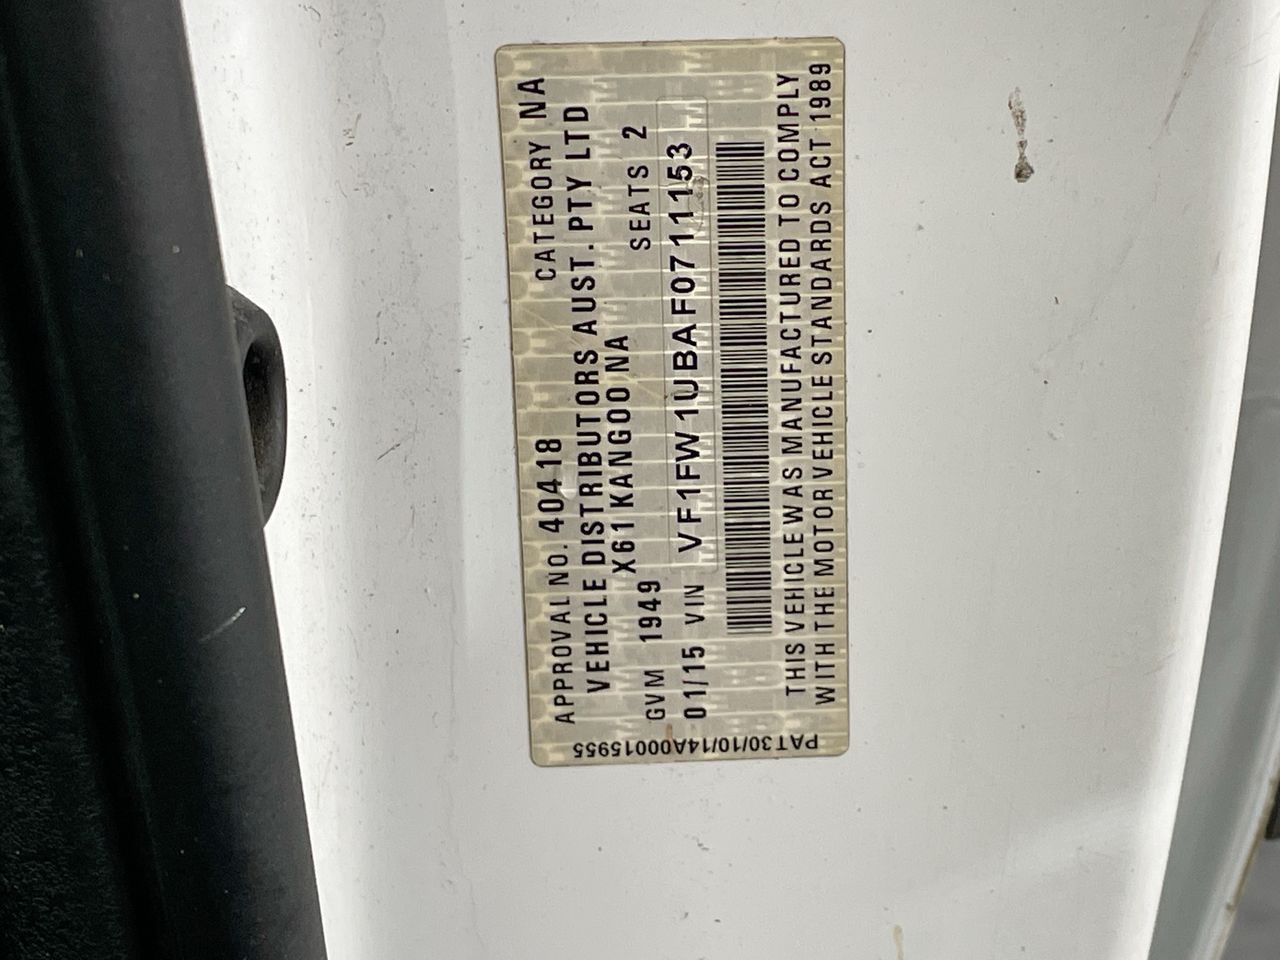 APPROVAL NO. 40418 CATEGORY NA
VEHICLE DISTRIBUTORS AUST. PTY LTD
X61 KANGOO NA
GVM 1949 SEATS 2
01/15 VIN VF1FW1UBAF0711153
THIS VEHICLE WAS MANUFACTURED TO COMPLY
WITH THE MOTOR VEHICLE STANDARDS ACT 1989
PAT30/10/14A00015955